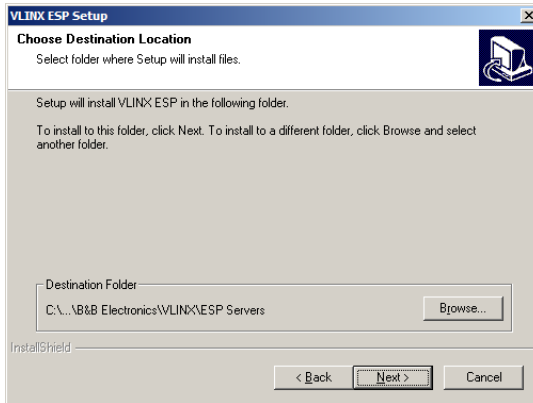 VLINX ESP Setup
Choose Destination Location
Select folder where Setup will install files.
Setup will install VLINX ESP in the following folder.
To install to this folder, click Next. To install to a different folder, click Browse and select
another folder.
Destination Folder
C:\...\B&B Electronics\VLINX\ESP Servers
Browse...
InstallShield
< Back
Next >
Cancel